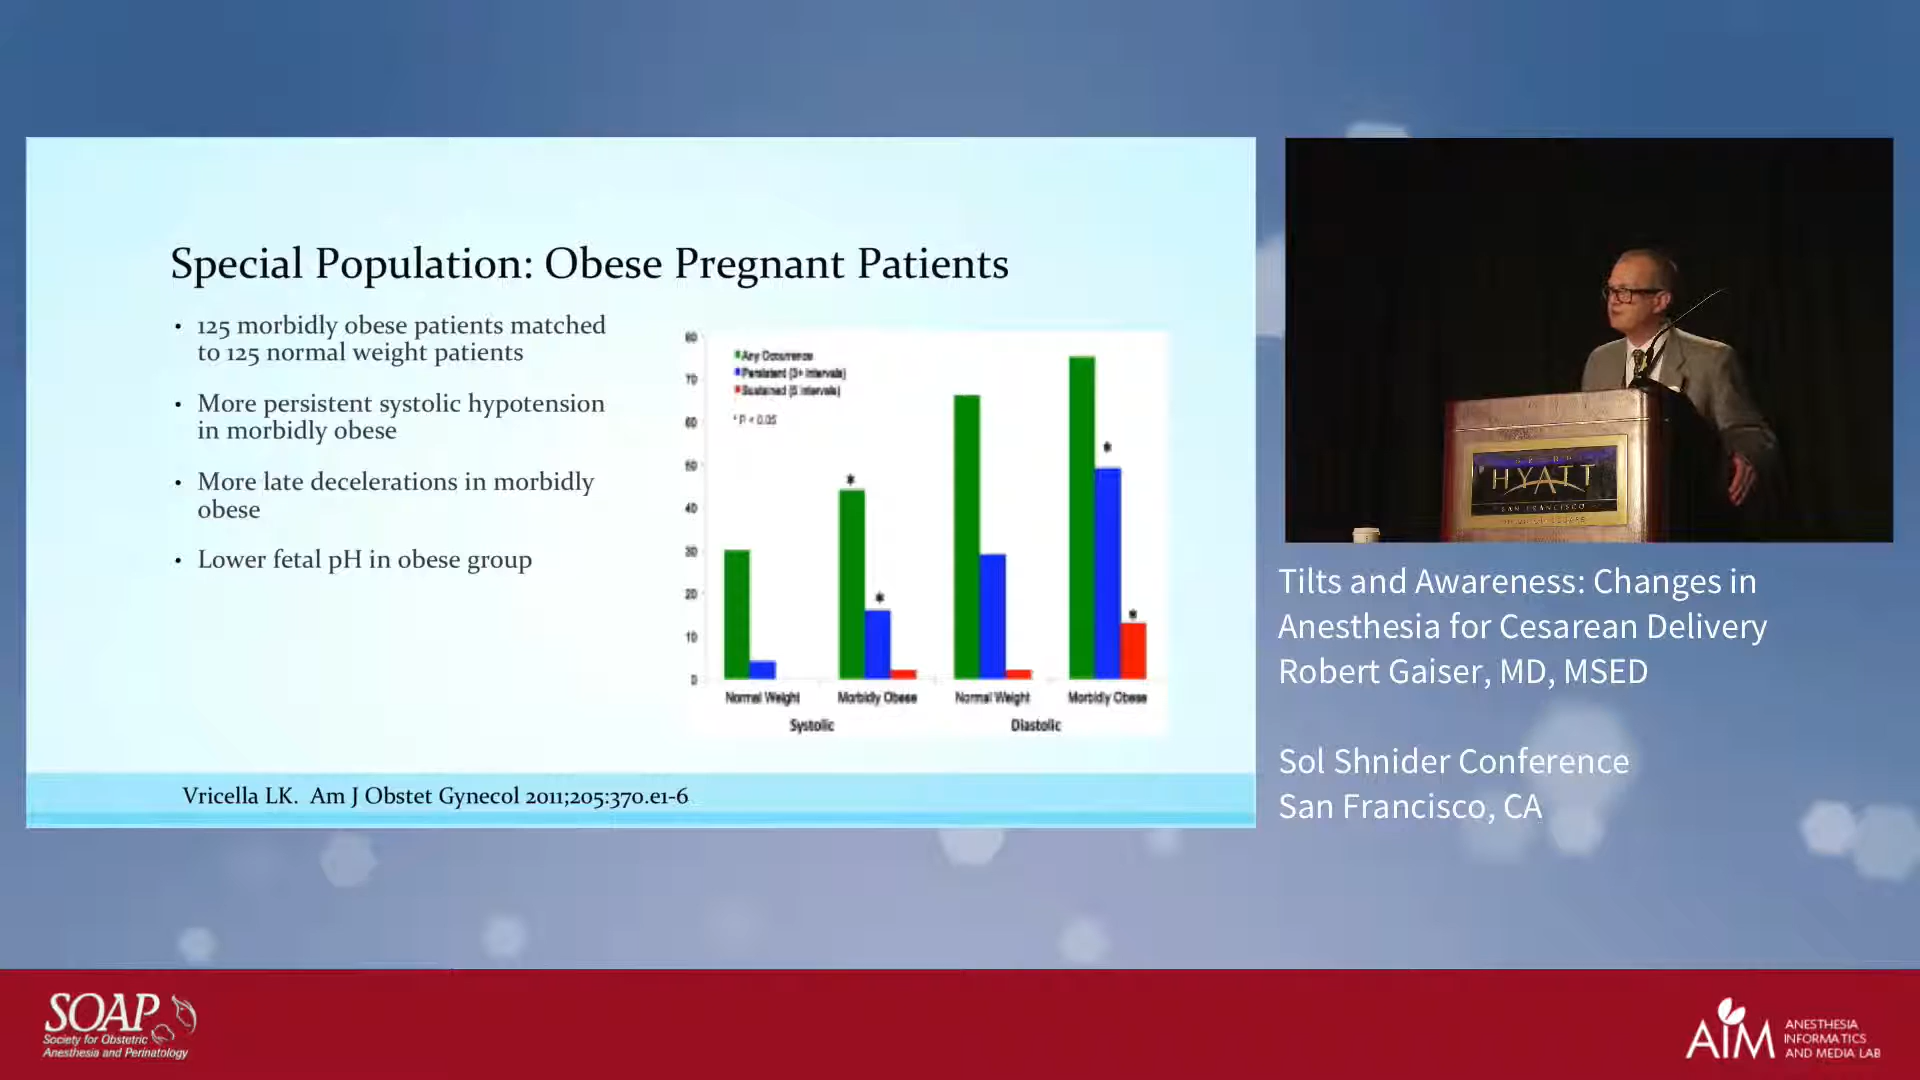 Special Population: Obese Pregnant Patients
• 125 morbidly obese patients matched
to 125 normal weight patients
• More persistent systolic hypotension
in morbidly obese
• More late decelerations in morbidly
obese
• Lower fetal pH in obese group
80
70
60
50
40
30
20
10
0
Any Occurrence
Persistent (3+ intervals)
Sustained (5 intervals)
* P < 0.05
*
*
*
*
Normal Weight
Morbidly Obese
Normal Weight
Morbidly Obese
Systolic
Diastolic
Vricella LK. Am J Obstet Gynecol 2011;205:370.e1-6
HYATT
SAN FRANCISCO
Tilts and Awareness: Changes in
Anesthesia for Cesarean Delivery
Robert Gaiser, MD, MSED
Sol Shnider Conference
San Francisco, CA
SOAP
Society for Obstetric
Anesthesia and Perinatology
AIM
ANESTHESIA
INFORMATICS
AND MEDIA LAB